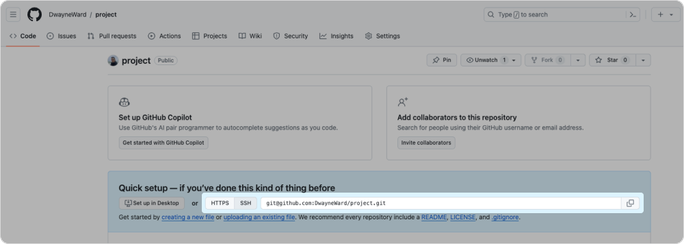 DwayneWard / project
Type / to search
Code Issues Pull requests Actions Projects Wiki Security Insights Settings
project Public
Pin Unwatch 1 Fork 0 Star 0
Set up GitHub Copilot
Use GitHub's AI pair programmer to autocomplete suggestions as you code.
Get started with GitHub Copilot
Add collaborators to this repository
Search for people using their GitHub username or email address.
Invite collaborators
Quick setup — if you've done this kind of thing before
Set up in Desktop or HTTPS SSH git@github.com:DwayneWard/project.git
Get started by creating a new file or uploading an existing file. We recommend every repository include a README, LICENSE, and .gitignore.